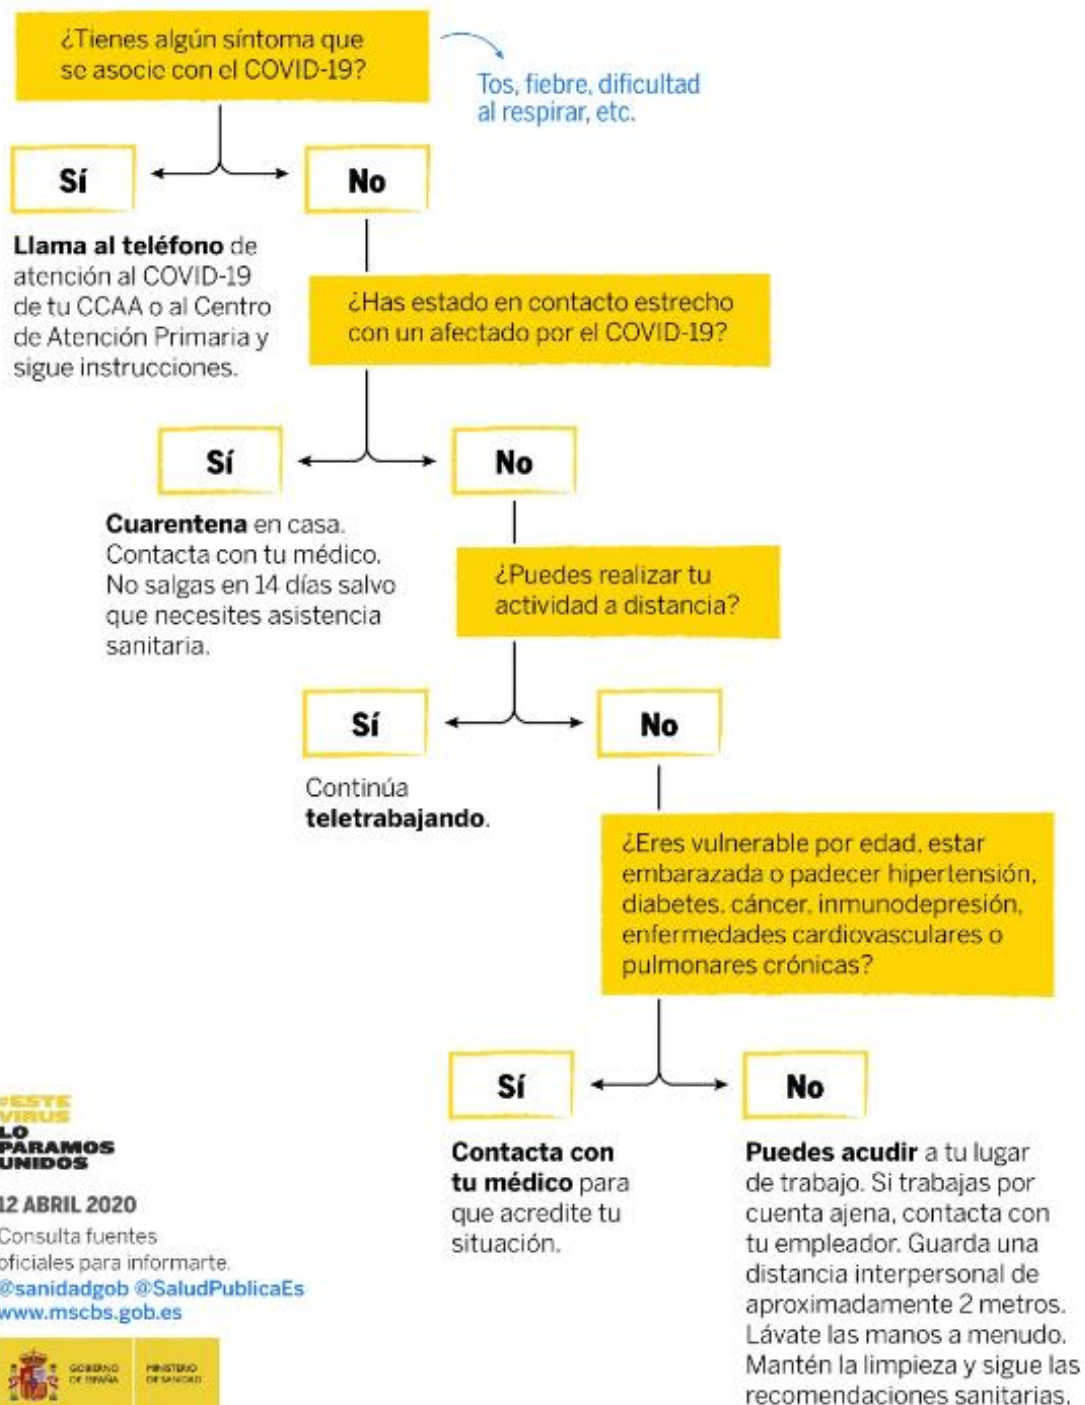 ¿Tienes algún síntoma que
se asocie con el COVID-19?
Tos, fiebre, dificultad
al respirar, etc.
Sí
No
Llama al teléfono de
atención al COVID-19
de tu CCAA o al Centro
de Atención Primaria y
sigue instrucciones.
¿Has estado en contacto estrecho
con un afectado por el COVID-19?
Sí
No
Cuarentena en casa.
Contacta con tu médico.
No salgas en 14 días salvo
que necesites asistencia
sanitaria.
¿Puedes realizar tu
actividad a distancia?
Sí
No
Continúa
teletrabajando.
¿Eres vulnerable por edad, estar
embarazada o padecer hipertensión,
diabetes, cáncer, inmunodepresión,
enfermedades cardiovasculares o
pulmonares crónicas?
Sí
No
Contacta con
tu médico para
que acredite tu
situación.
Puedes acudir a tu lugar
de trabajo. Si trabajas por
cuenta ajena, contacta con
tu empleador. Guarda una
distancia interpersonal de
aproximadamente 2 metros.
Lávate las manos a menudo.
Mantén la limpieza y sigue las
recomendaciones sanitarias.
#ESTE
VIRUS
LO
PARAMOS
UNIDOS
12 ABRIL 2020
Consulta fuentes
oficiales para informarte.
@sanidadgob @SaludPublicaEs
www.mscbs.gob.es
GOBIERNO
DE ESPAÑA
MINISTERIO
DE SANIDAD